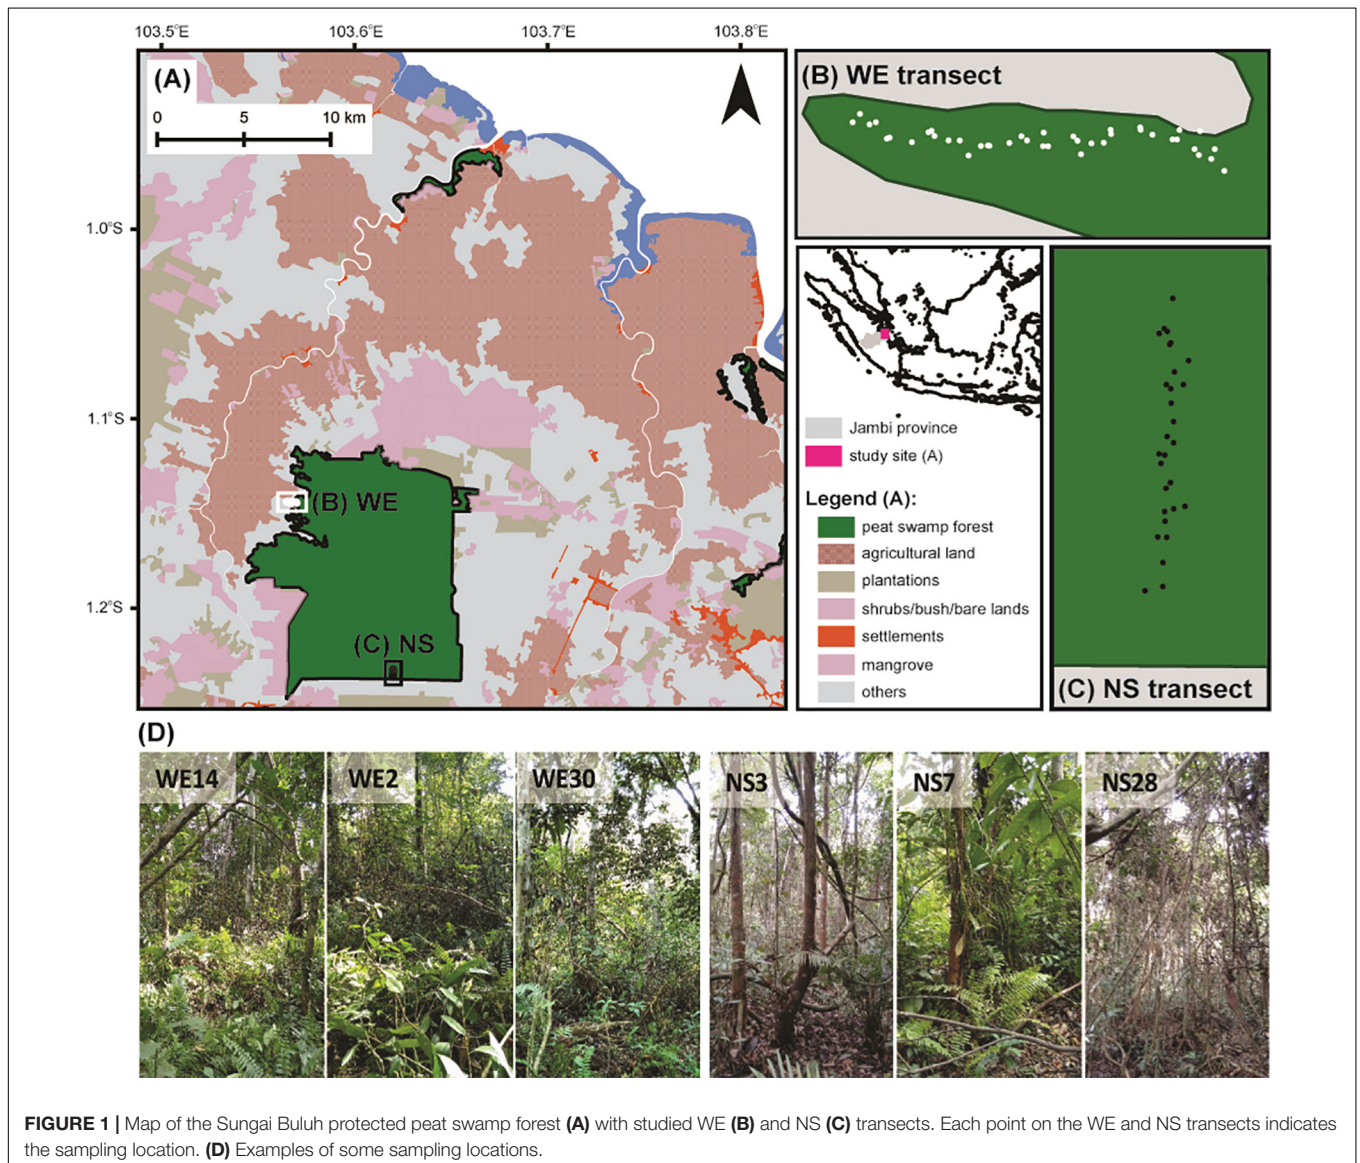 103.5°E 103.6°E 103.7°E 103.8°E
(A)
0 5 10 km
1.0°S
1.1°S
1.2°S
(B) WE
(C) NS
(B) WE transect
Jambi province
study site (A)
Legend (A):
peat swamp forest
agricultural land
plantations
shrubs/bush/bare lands
settlements
mangrove
others
(C) NS transect
(D)
WE14 WE2 WE30 NS3 NS7 NS28
FIGURE 1 | Map of the Sungai Buluh protected peat swamp forest (A) with studied WE (B) and NS (C) transects. Each point on the WE and NS transects indicates
the sampling location. (D) Examples of some sampling locations.